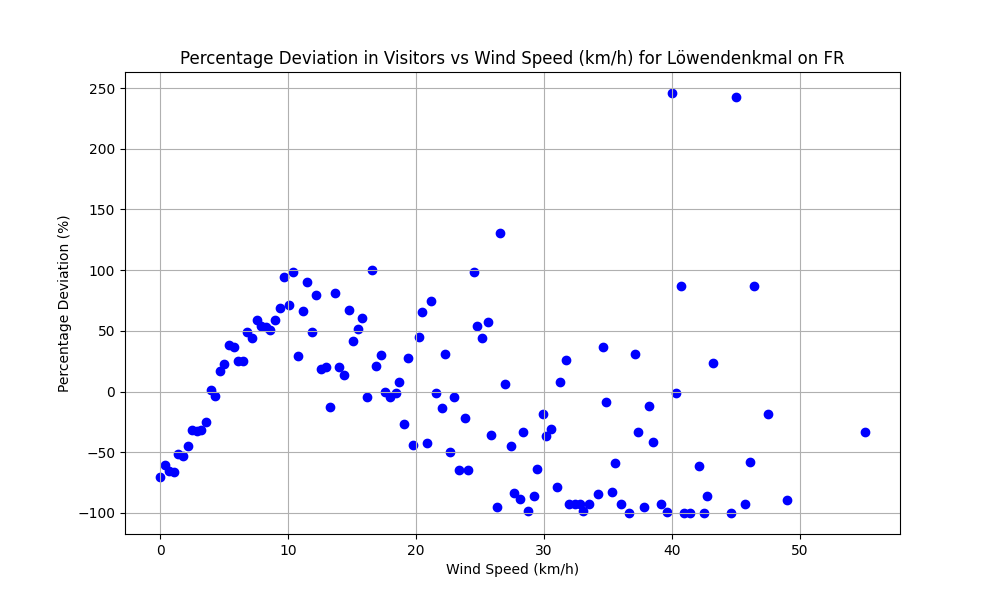 Percentage Deviation in Visitors vs Wind Speed (km/h) for Löwendenkmal on FR
250
200
150
100
50
0
−50
−100
Percentage Deviation (%)
0 10 20 30 40 50
Wind Speed (km/h)